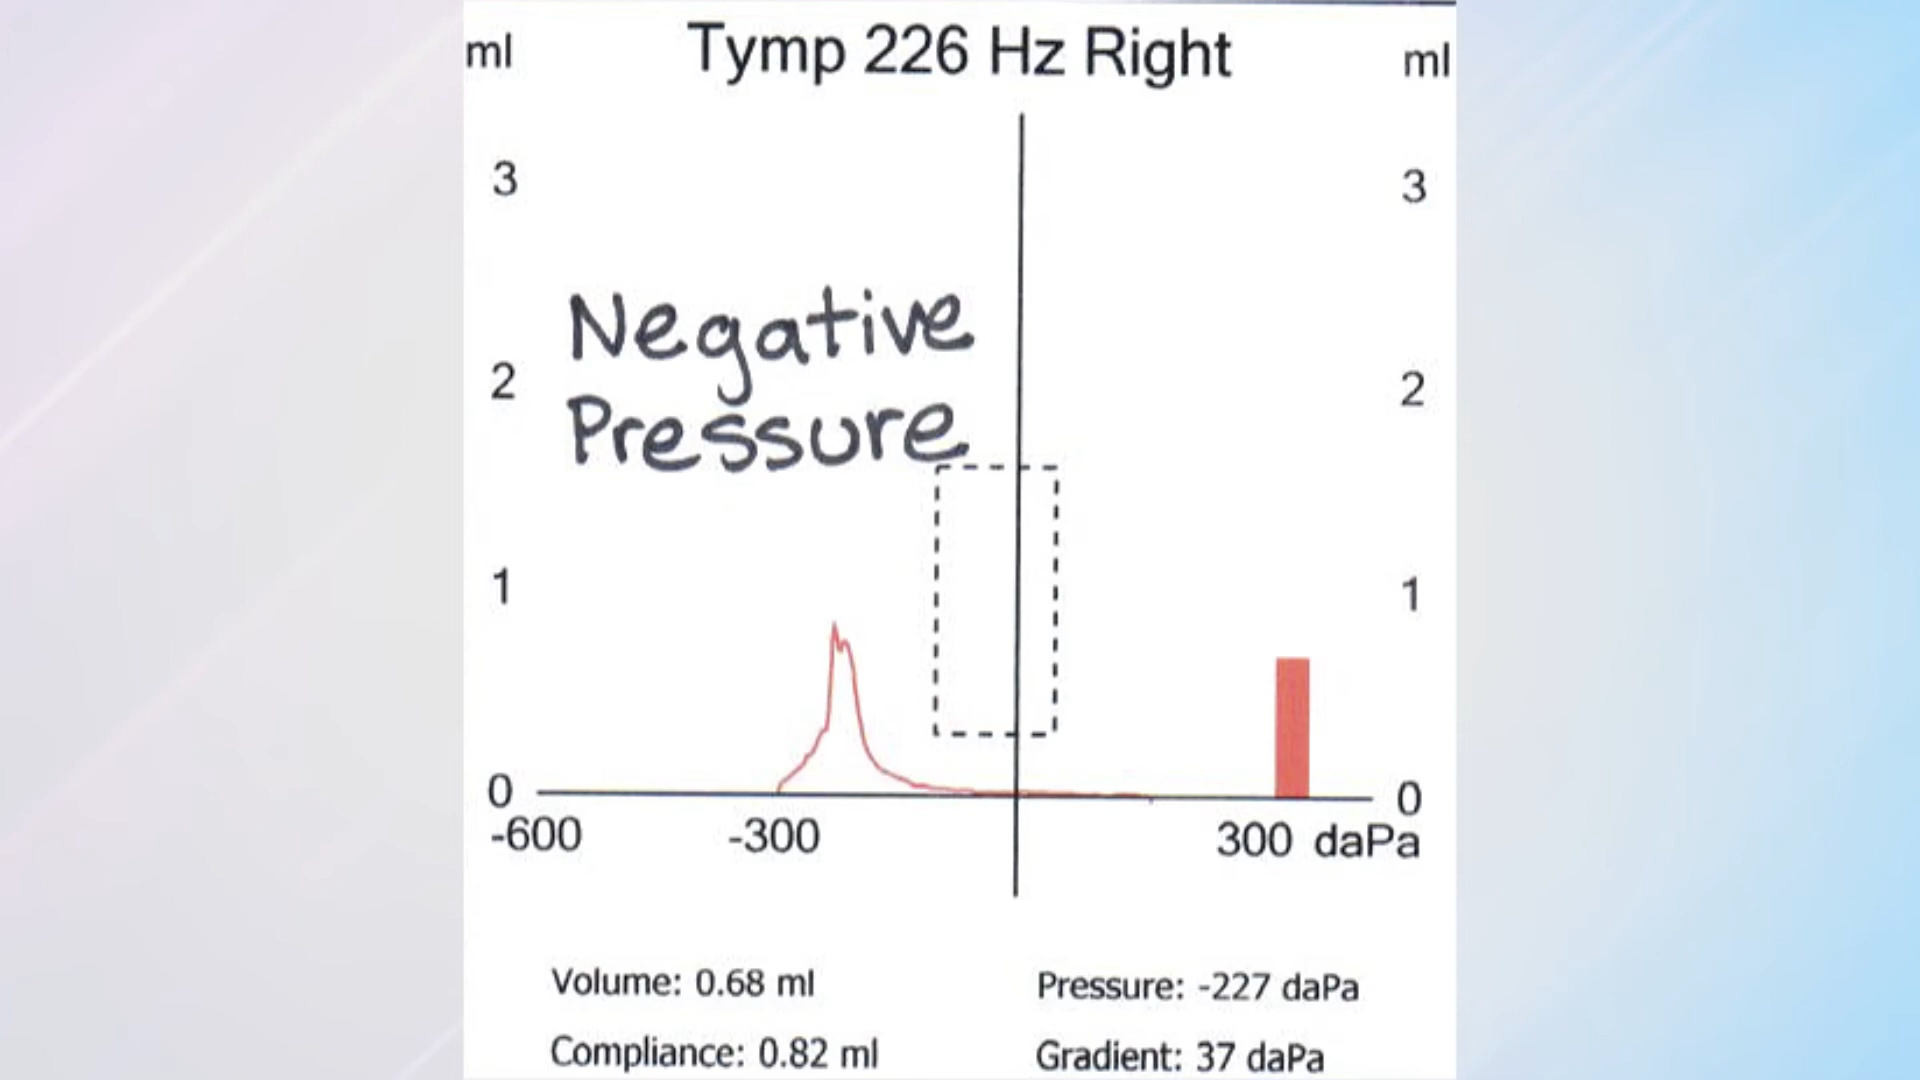 Tymp 226 Hz Right
ml ml
3 3
Negative
Pressure
2 2
1 1
0 0
-600 -300 300 daPa
Volume: 0.68 ml Pressure: -227 daPa
Compliance: 0.82 ml Gradient: 37 daPa